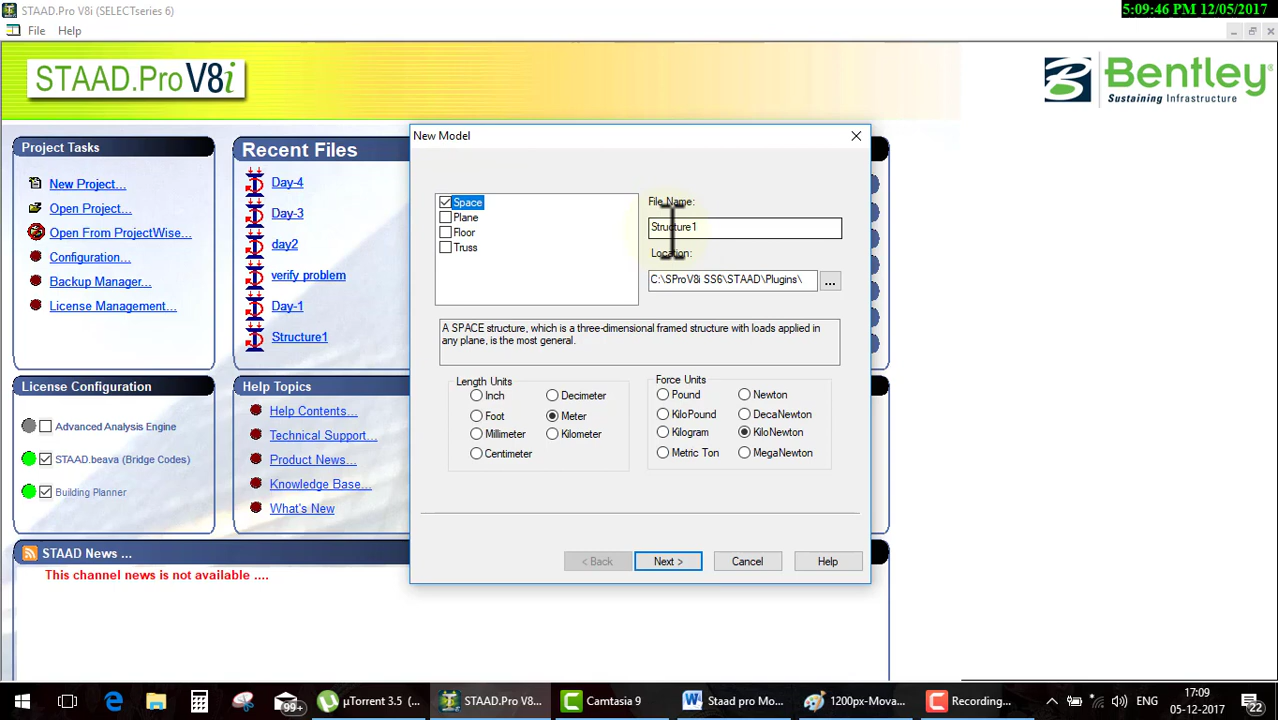 STAAD.Pro V8i (SELECTseries 6)
5:09:46 PM 12/05/2017
File Help
STAAD.Pro V8i
Bentley®
Sustaining Infrastructure
Project Tasks
New Project...
Open Project...
Open From ProjectWise...
Configuration...
Backup Manager...
License Management...
Recent Files
Day-4
Day-3
day2
verify problem
Day-1
Structure1
License Configuration
Advanced Analysis Engine
STAAD.beava (Bridge Codes)
Building Planner
Help Topics
Help Contents...
Technical Support...
Product News...
Knowledge Base...
What's New
STAAD News ...
This channel news is not available ....
New Model
Space
Plane
Floor
Truss
File Name:
Structure1
Location:
C:\SProV8i SS6\STAAD\Plugins\
...
A SPACE structure, which is a three-dimensional framed structure with loads applied in
any plane, is the most general.
Length Units
Inch
Decimeter
Foot
Meter
Millimeter
Kilometer
Centimeter
Force Units
Pound
Newton
KiloPound
DecaNewton
Kilogram
KiloNewton
Metric Ton
MegaNewton
< Back
Next >
Cancel
Help
99+
µTorrent 3.5 (...
STAAD.Pro V8...
Camtasia 9
Staad pro Mo...
1200px-Mova...
Recording...
ENG
17:09
05-12-2017
22